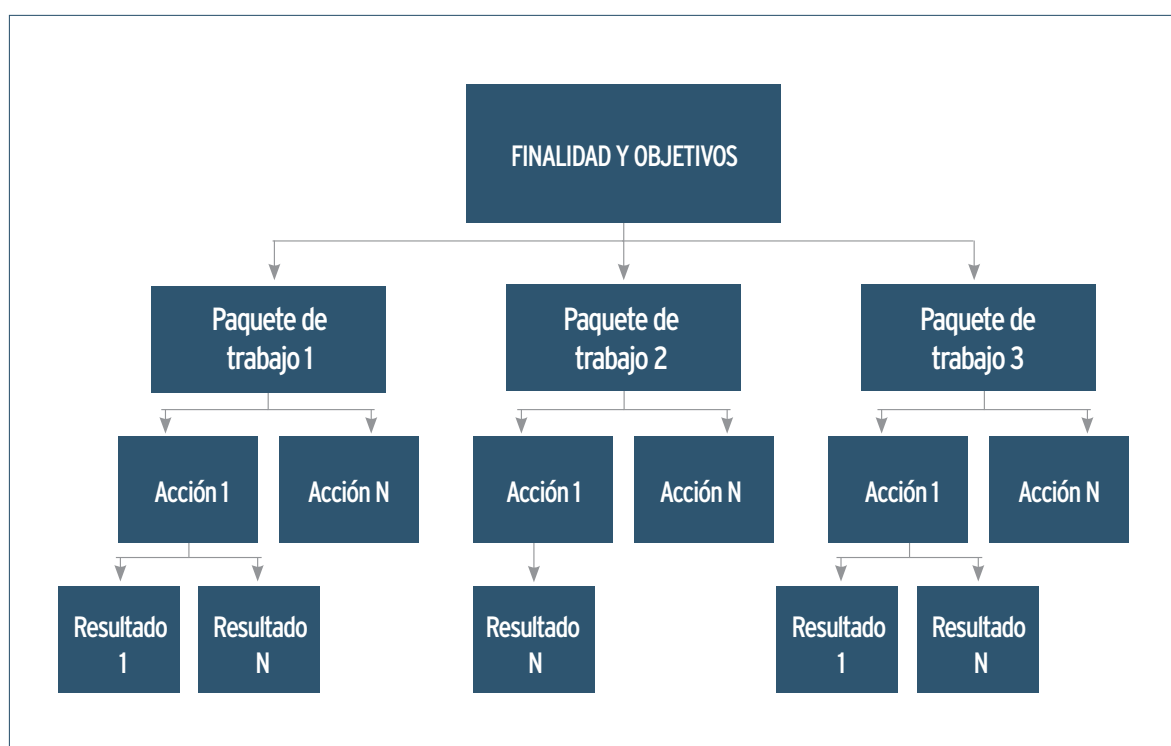 FINALIDAD Y OBJETIVOS
Paquete de
trabajo 1
Paquete de
trabajo 2
Paquete de
trabajo 3
Acción 1
Acción N
Acción 1
Acción N
Acción 1
Acción N
Resultado
1
Resultado
N
Resultado
N
Resultado
1
Resultado
N